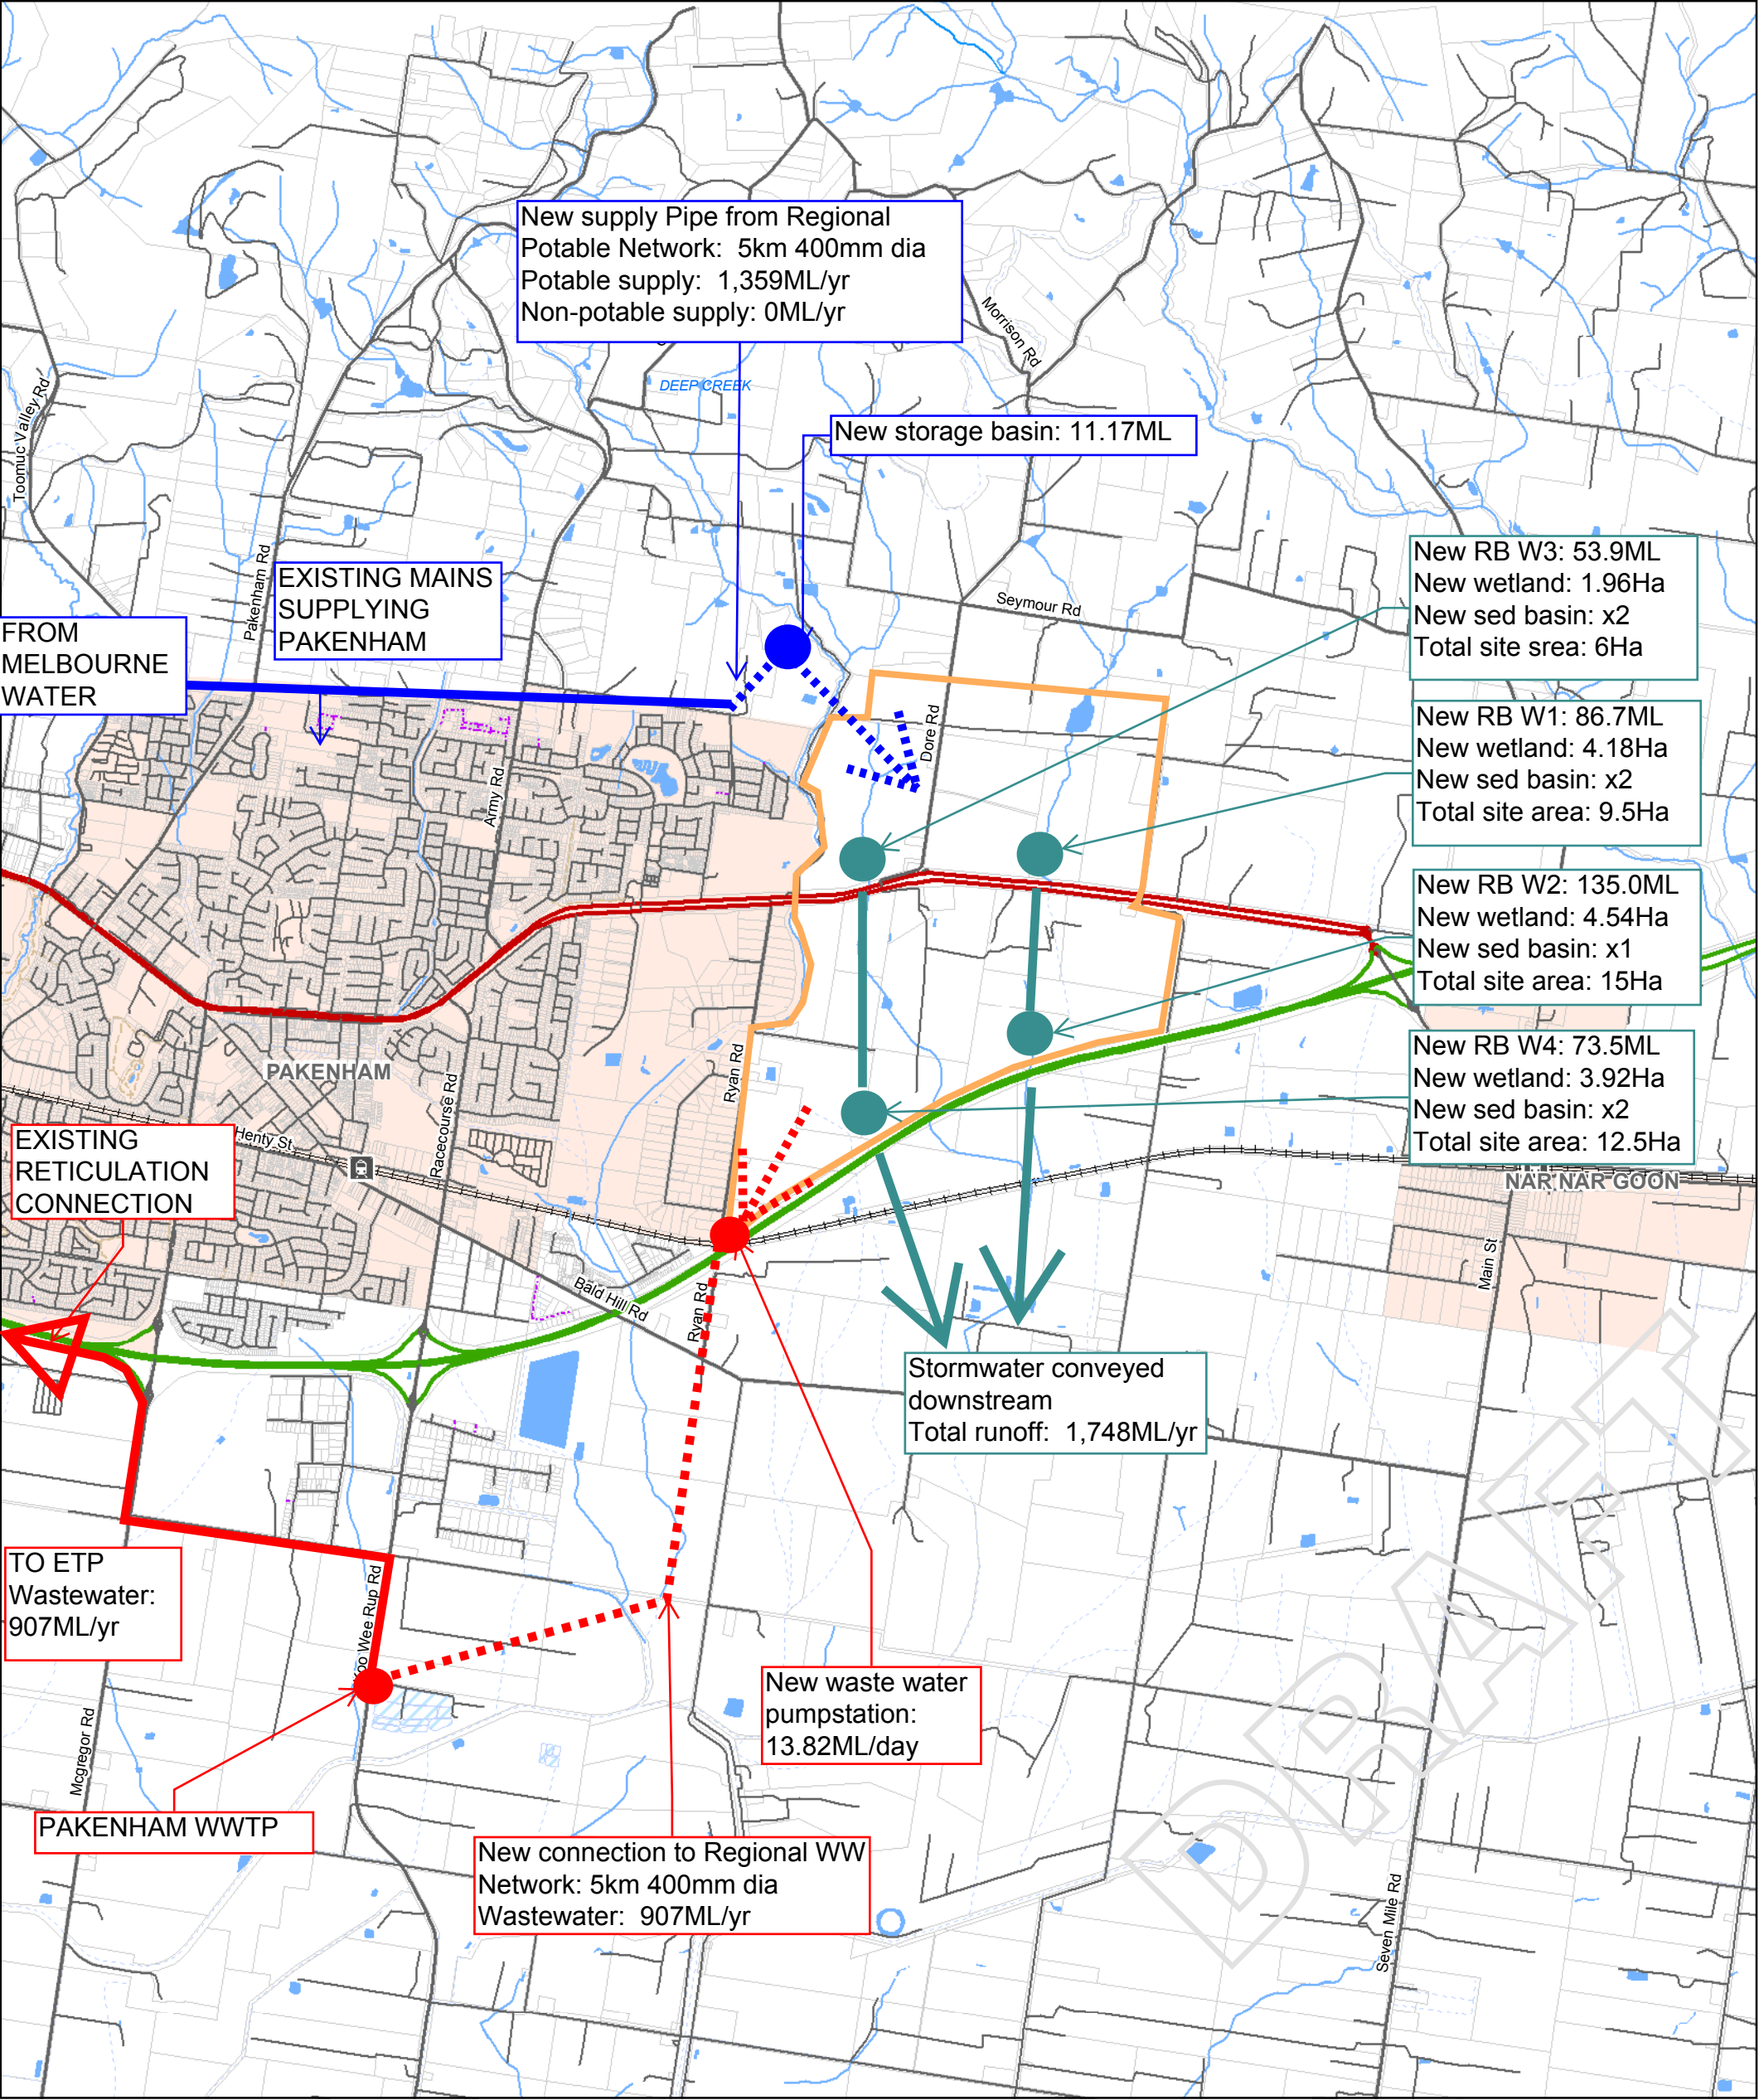 New supply Pipe from Regional
Potable Network: 5km 400mm dia
Potable supply: 1,359ML/yr
Non-potable supply: 0ML/yr
Morrison Rd
DEEP CREEK
Toomuc Valley Rd
New storage basin: 11.17ML
Pakenham Rd
EXISTING MAINS
SUPPLYING
PAKENHAM
FROM
MELBOURNE
WATER
Seymour Rd
New RB W3: 53.9ML
New wetland: 1.96Ha
New sed basin: x2
Total site srea: 6Ha
New RB W1: 86.7ML
New wetland: 4.18Ha
New sed basin: x2
Total site area: 9.5Ha
Dore Rd
Army Rd
New RB W2: 135.0ML
New wetland: 4.54Ha
New sed basin: x1
Total site area: 15Ha
New RB W4: 73.5ML
New wetland: 3.92Ha
New sed basin: x2
Total site area: 12.5Ha
PAKENHAM
Ryan Rd
Racecourse Rd
Henty St
EXISTING
RETICULATION
CONNECTION
NAR NAR GOON
Main St
Bald Hill Rd
Ryan Rd
Stormwater conveyed
downstream
Total runoff: 1,748ML/yr
TO ETP
Wastewater:
907ML/yr
oo Wee Rup Rd
New waste water
pumpstation:
13.82ML/day
Mcgregor Rd
PAKENHAM WWTP
New connection to Regional WW
Network: 5km 400mm dia
Wastewater: 907ML/yr
Seven Mile Rd
DRAFT